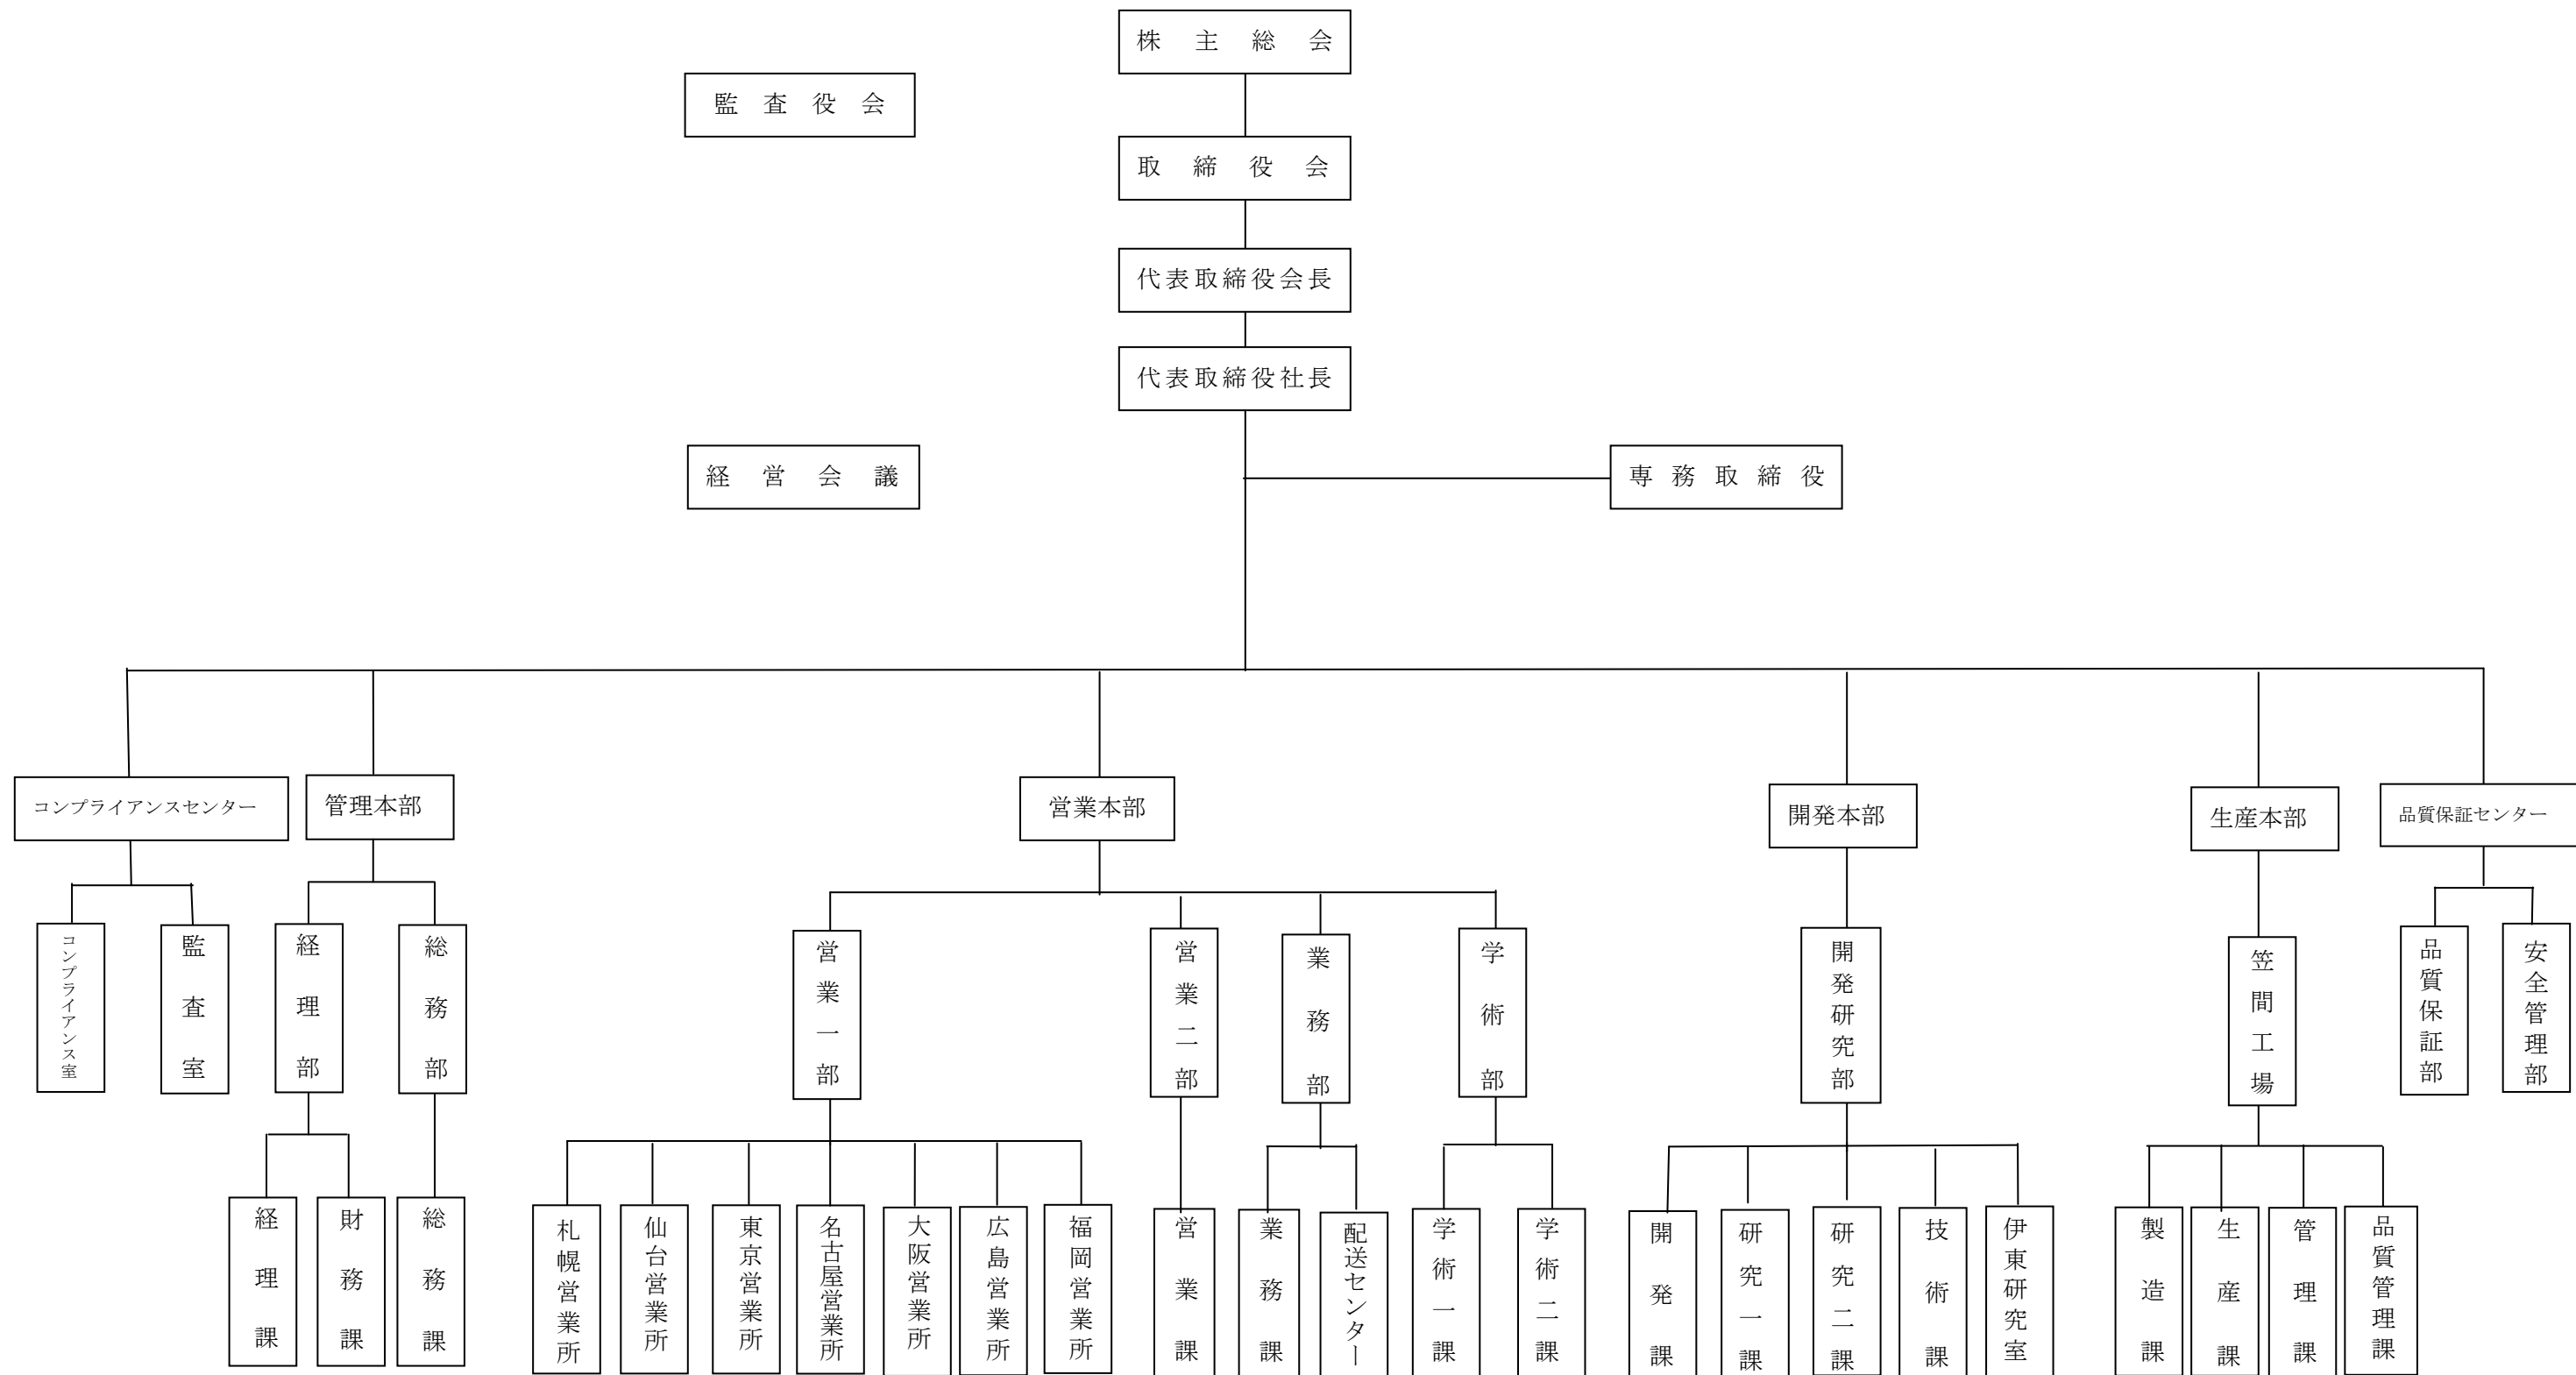 株主総会
監査役会
取締役会
代表取締役会長
代表取締役社長
経営会議
専務取締役
コンプライアンスセンター
管理本部
営業本部
開発本部
生産本部
品質保証センター
コンプライアンス室
監査室
経理部
総務部
営業一部
営業二部
業務部
学術部
開発研究部
笠間工場
品質保証部
安全管理部
経理課
財務課
総務課
札幌営業所
仙台営業所
東京営業所
名古屋営業所
大阪営業所
広島営業所
福岡営業所
営業課
業務課
配送センター
学術一課
学術二課
開発課
研究一課
研究二課
技術課
伊東研究室
製造課
生産課
管理課
品質管理課